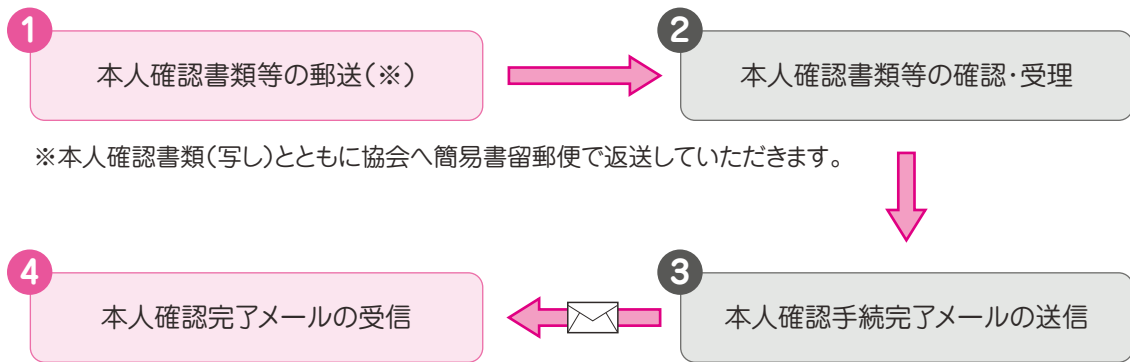 1
本人確認書類等の郵送(※)
2
本人確認書類等の確認・受理
※本人確認書類(写し)とともに協会へ簡易書留郵便で返送していただきます。
3
本人確認手続完了メールの送信
4
本人確認完了メールの受信